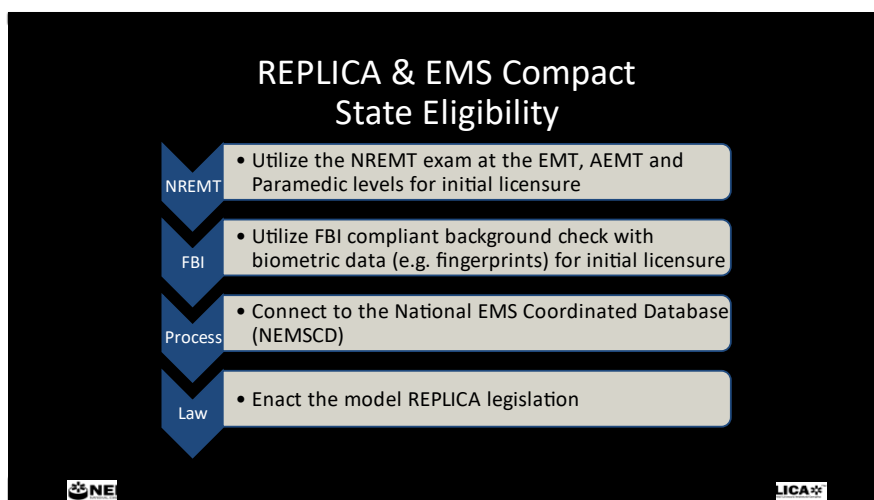 REPLICA & EMS Compact
State Eligibility
NREMT
• Utilize the NREMT exam at the EMT, AEMT and
Paramedic levels for initial licensure
FBI
• Utilize FBI compliant background check with
biometric data (e.g. fingerprints) for initial licensure
Process
• Connect to the National EMS Coordinated Database
(NEMSCD)
Law
• Enact the model REPLICA legislation
NE
LICA